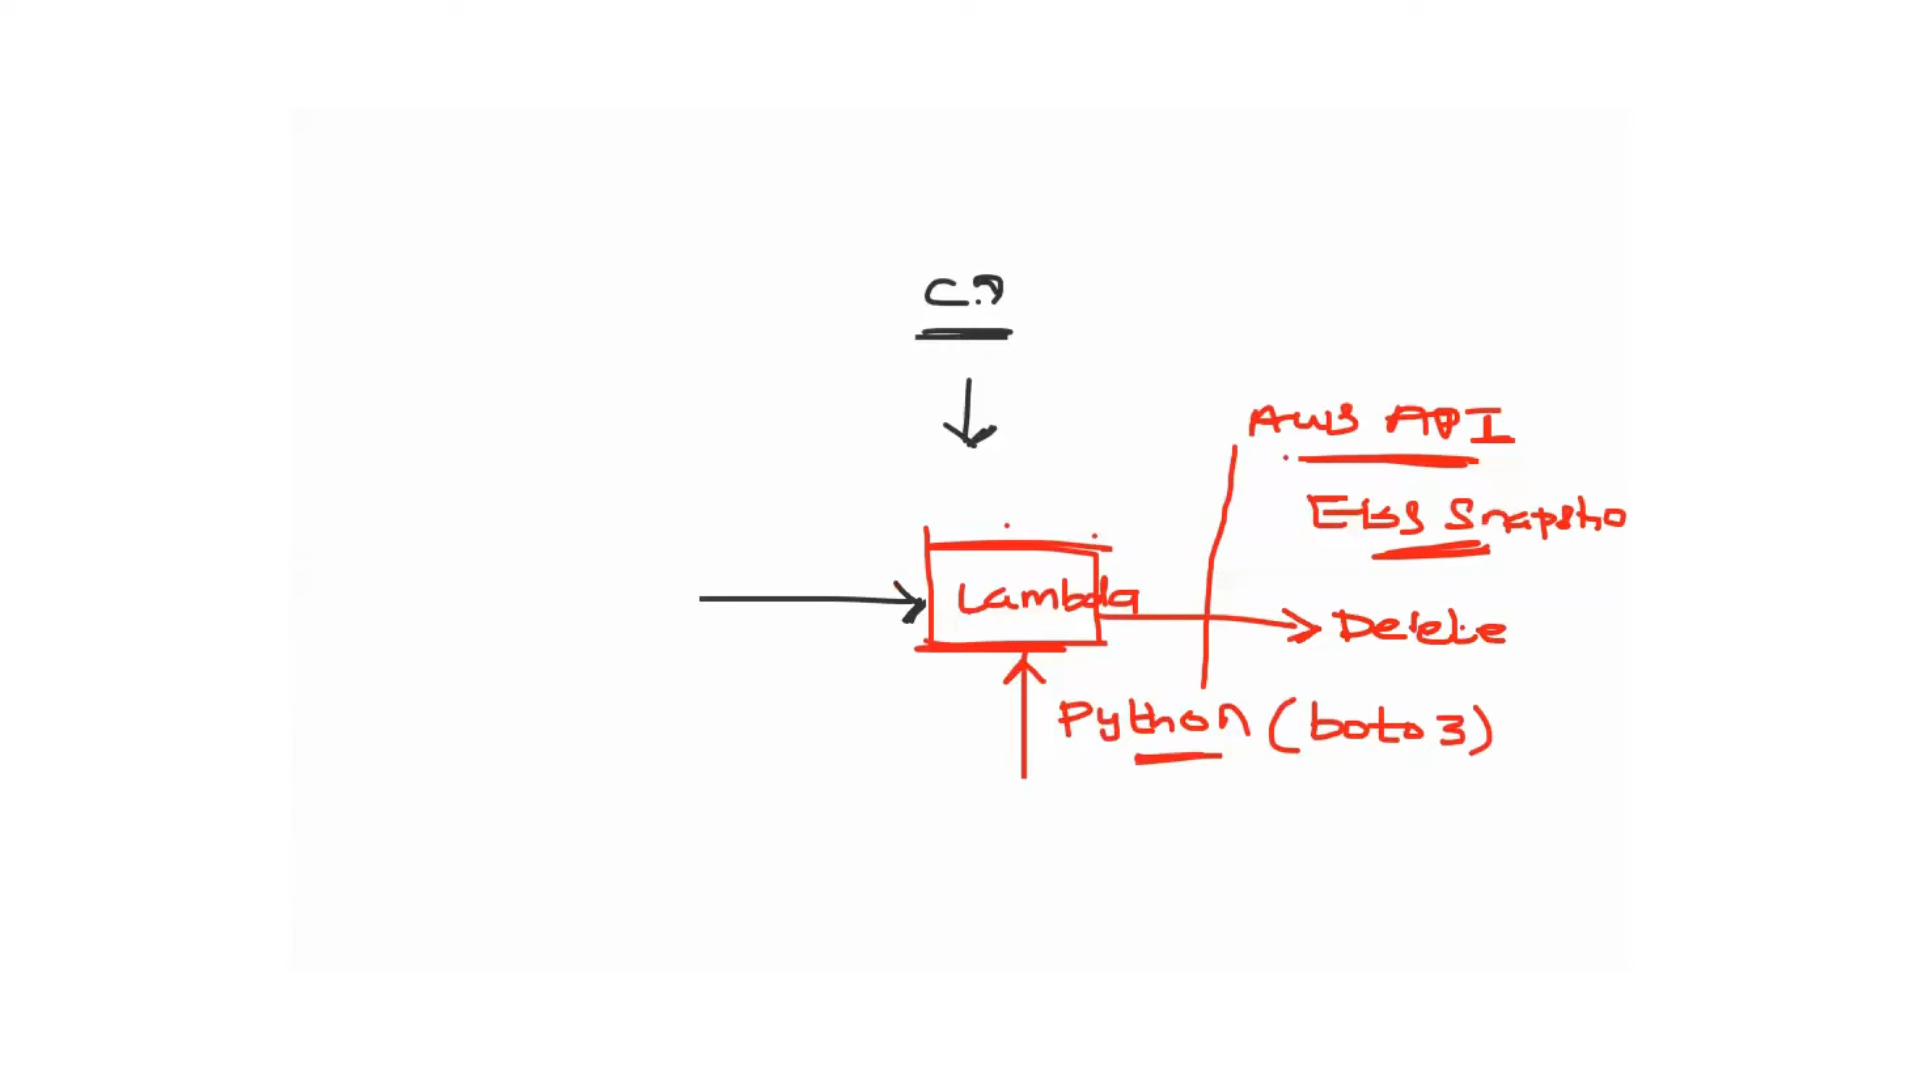 AWS API
EBS Snapsho
Lambda
Delete
Python (boto3)